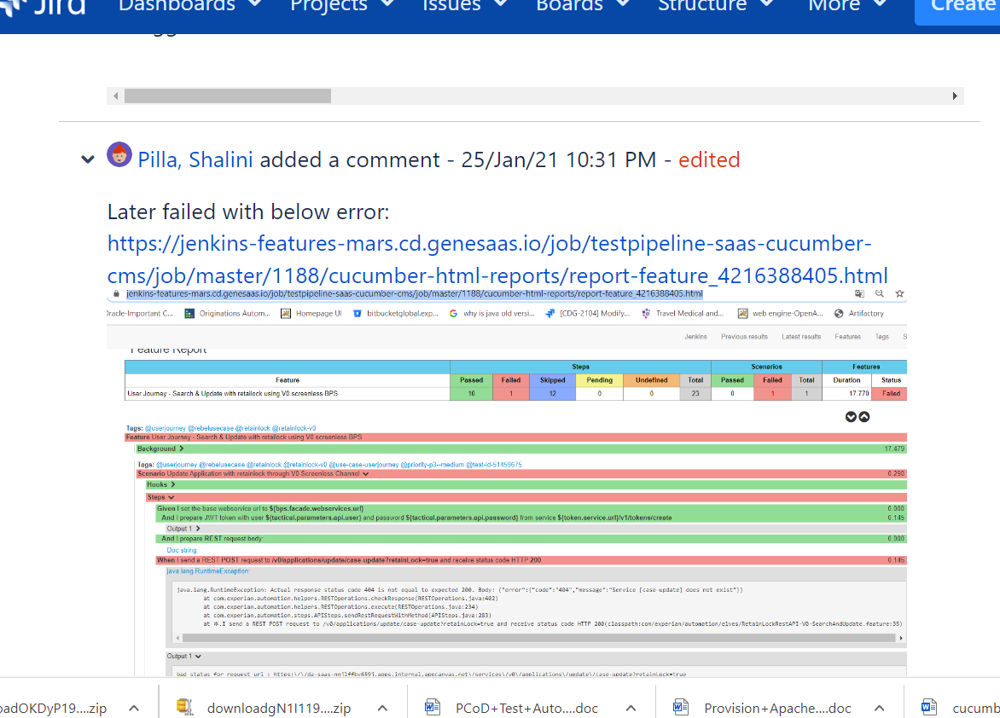 Jira Dashboards Projects Issues Boards Structure More Create
Pilla, Shalini added a comment - 25/Jan/21 10:31 PM - edited
Later failed with below error:
https://jenkins-features-mars.cd.genesaas.io/job/testpipeline-saas-cucumber-
cms/job/master/1188/cucumber-html-reports/report-feature_4216388405.html
jenkins-features-mars.cd.genesaas.io/job/testpipeline-saas-cucumber-cms/job/master/1188/cucumber-html-reports/report-feature_4216388405.html
Oracle-Important C... Originations Autom... Homepage UI bitbucketglobal.exp... why is java old versi... [CDG-2104] Modify... Travel Medical and... web engine-OpenA... Artifactory
Jenkins Previous results Latest results Features Tags S
Feature Report
Steps Scenarios Features
Feature Passed Failed Skipped Pending Undefined Total Passed Failed Total Duration Status
User Journey - Search & Update with retailock using V0 screenless BPS 10 1 12 0 0 23 0 1 1 17.770 Failed
Tags: @userjourney @rebelusecase @retainlock @retainlock-v0
Feature User Journey - Search & Update with retailock using V0 screenless BPS
Background 17.479
Tags: @userjourney @rebelusecase @retainlock @retainlock-v0 @use-case-userjourney @priority-p3--medium @test-id-51459675
Scenario Update Application with retainlock through V0 Screenless Channel 0.290
Hooks
Steps
Given I set the base webservice url to ${bps.facade.webservices.url} 0.000
And I prepare JWT token with user ${tactical.parameters.api.user} and password ${tactical.parameters.api.password} from service ${token.service.url}/v1/tokens/create 0.145
Output 1
And I prepare REST request body: 0.000
Doc string
When I send a REST POST request to /v0/applications/update/case-update?retainLock=true and receive status code HTTP 200 0.145
java.lang.RuntimeException:
java.lang.RuntimeException: Actual response status code 404 is not equal to expected 200. Body: {"error":{"code":"404","message":"Service [case-update] does not exist"}}
at com.experian.automation.helpers.RESTOperations.checkResponse(RESTOperations.java:402)
at com.experian.automation.helpers.RESTOperations.execute(RESTOperations.java:234)
at com.experian.automation.steps.APISteps.sendRestRequestWithMethod(APISteps.java:283)
at ✽.I send a REST POST request to /v0/applications/update/case-update?retainLock=true and receive status code HTTP 200(classpath:com/experian/automation/elves/RetainLockRestAPI-V0-SearchAndUpdate.feature:35)
Output 1
bad status for request url : https:\/\/da-saas-nnjlffbv659j.apps.internal.appcanvas.net\/services\/v0\/applications\/update\/case-update?retainLock=true
oadOKDyP19....zip downloadgN1I119....zip PCoD+Test+Auto....doc Provision+Apache....doc cucumb